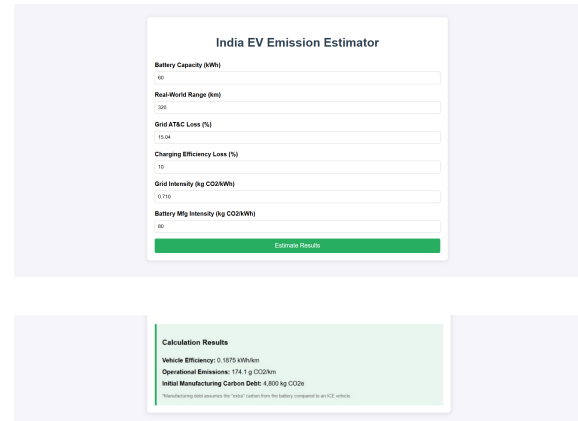 India EV Emission Estimator
Battery Capacity (kWh)
60
Real-World Range (km)
320
Grid AT&C Loss (%)
15.04
Charging Efficiency Loss (%)
10
Grid Intensity (kg CO2/kWh)
0.710
Battery Mfg Intensity (kg CO2/kWh)
80
Estimate Results
Calculation Results
Vehicle Efficiency: 0.1875 kWh/km
Operational Emissions: 174.1 g CO2/km
Initial Manufacturing Carbon Debt: 4,800 kg CO2e
*Manufacturing debt assumes the "extra" carbon from the battery compared to an ICE vehicle.